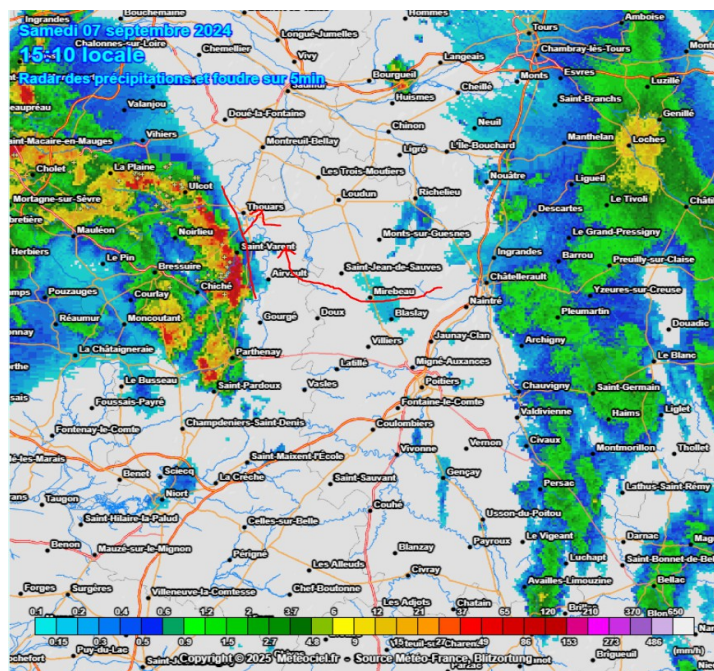 Ingrandes Bouchemaine Hommes Amboise
Samedi 07 septembre 2024
Chalonnes-sur-Loire Longué-Jumelles Tours
15-10 locale
Chemellier Vivy Langeais Chambray-lès-Tours
Radar des précipitations et foudre sur 5min
Bourgueil Cheillé Monts Esvres Luzillé
Saumur Huismes Saint-Branchs
Valanjou Doué-la-Fontaine Neuil Genillé
Vihiers Chinon Manthelan Loches
Montreuil-Bellay Ligré L'Île-Bouchard
Cholet La Plaine Les Trois-Moutiers Nouâtre Ligueil
Mortagne-sur-Sèvre Ulcot Loudun Richelieu Le Tivoli
Thouars Descartes
Mauléon Noirlieu Monts-sur-Guesnes Le Grand-Pressigny
Herbiers Le Pin Saint-Varent Ingrandes Barrou Preuilly-sur-Claise
Bressuire Airvault Saint-Jean-de-Sauves Châtellerault
Pouzauges Courlay Chiché Mirebeau Yzeures-sur-Creuse
Réaumur Moncoutant Gourgé Doux Blaslay Naintré Pleumartin Douadic
La Châtaigneraie Villiers Jaunay-Clan Archigny
Parthenay Latillé Migné-Auxances Le Blanc
Le Busseau Saint-Pardoux Vasles Poitiers Chauvigny Saint-Germain
Foussais-Payré Fontaine-le-Comte Valdivienne Haims Liglet
Fontenay-le-Comte Champdeniers-Saint-Denis Coulombiers Civaux Montmorillon Thollet
Saint-Maixent-l'École Vivonne Vernon
Benet Sciecq La Crèche Saint-Sauvant Gençay Persac Lathus-Saint-Rémy
Taugon Niort Couhé Usson-du-Poitou
Saint-Hilaire-la-Palud Celles-sur-Belle Le Vigeant Darnac
Benon Mauzé-sur-le-Mignon Périgné Blanzay Payroux Luchapt Saint-Bonnet-de-Bel
Les Alleuds Civray Availles-Limouzine Bellac
Forges Surgères Villeneuve-la-Comtesse Chef-Boutonne
Les Adjots Chatain Blon
0.1 0.2 0.4 0.6 1.2 2 3.7 6 12 21 37 65 120 210 370 650
0.15 0.3 0.5 0.9 1.5 2.7 4.8 9 15 27 49 86 153 273 486 (mm/h)
Puy-du-Lac Brigueil
Copyright © 2025 Meteociel.fr - Source Météo-France, Blitzortung